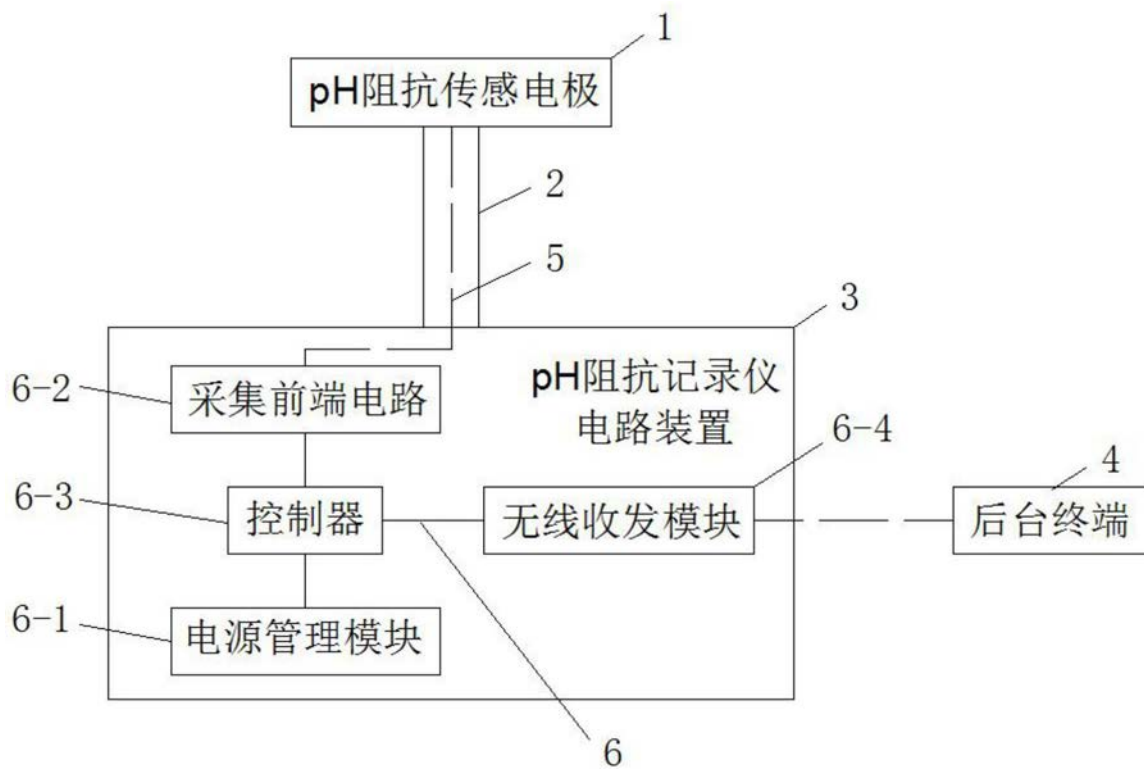 1
pH阻抗传感电极
2
5
3
6-2
采集前端电路
pH阻抗记录仪
电路装置
6-4
6-3
控制器
无线收发模块
4
后台终端
6-1
电源管理模块
6